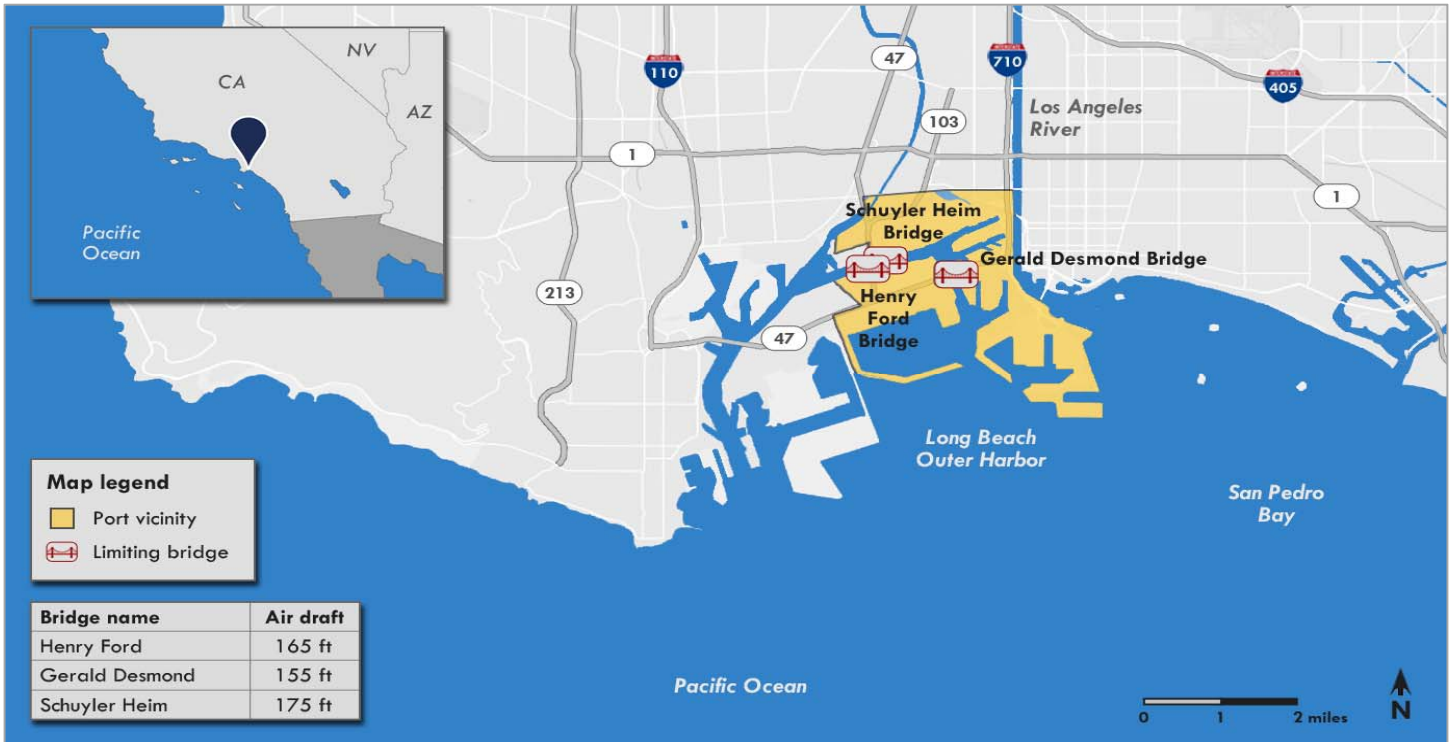 NV
CA
AZ
Pacific
Ocean
INTERSTATE
110
47
INTERSTATE
710
INTERSTATE
405
Los Angeles
River
103
1
1
Schuyler Heim
Bridge
Gerald Desmond Bridge
Henry
Ford
Bridge
213
47
Long Beach
Outer Harbor
San Pedro
Bay
Pacific Ocean
Map legend
Port vicinity
Limiting bridge
Bridge name Air draft
Henry Ford 165 ft
Gerald Desmond 155 ft
Schuyler Heim 175 ft
0 1 2 miles
N